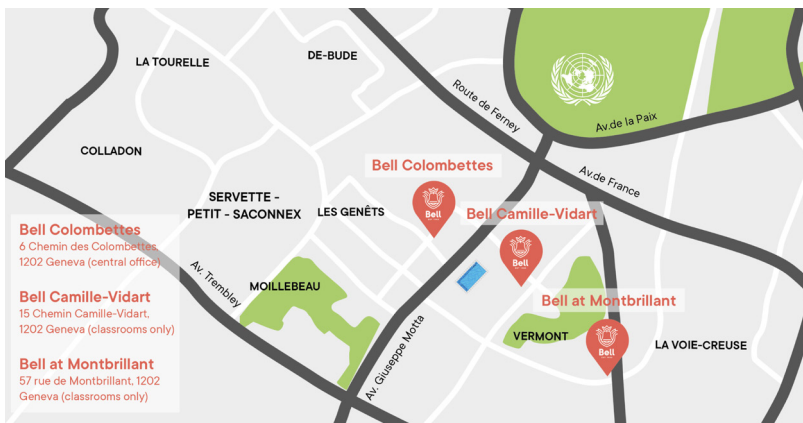 DE-BUDE
LA TOURELLE
Route de Ferney
Av.de la Paix
COLLADON
Bell Colombettes
Av.de France
SERVETTE -
PETIT - SACONNEX
LES GENÊTS
Bell
Bell Camille-Vidart
Bell
Bell Colombettes
6 Chemin des Colombettes,
1202 Geneva (central office)
Av. Trembley
MOILLEBEAU
Bell Camille-Vidart
15 Chemin Camille-Vidart,
1202 Geneva (classrooms only)
Bell at Montbrillant
Bell
Av. Giuseppe Motta
VERMONT
LA VOIE-CREUSE
Bell at Montbrillant
57 rue de Montbrillant, 1202
Geneva (classrooms only)